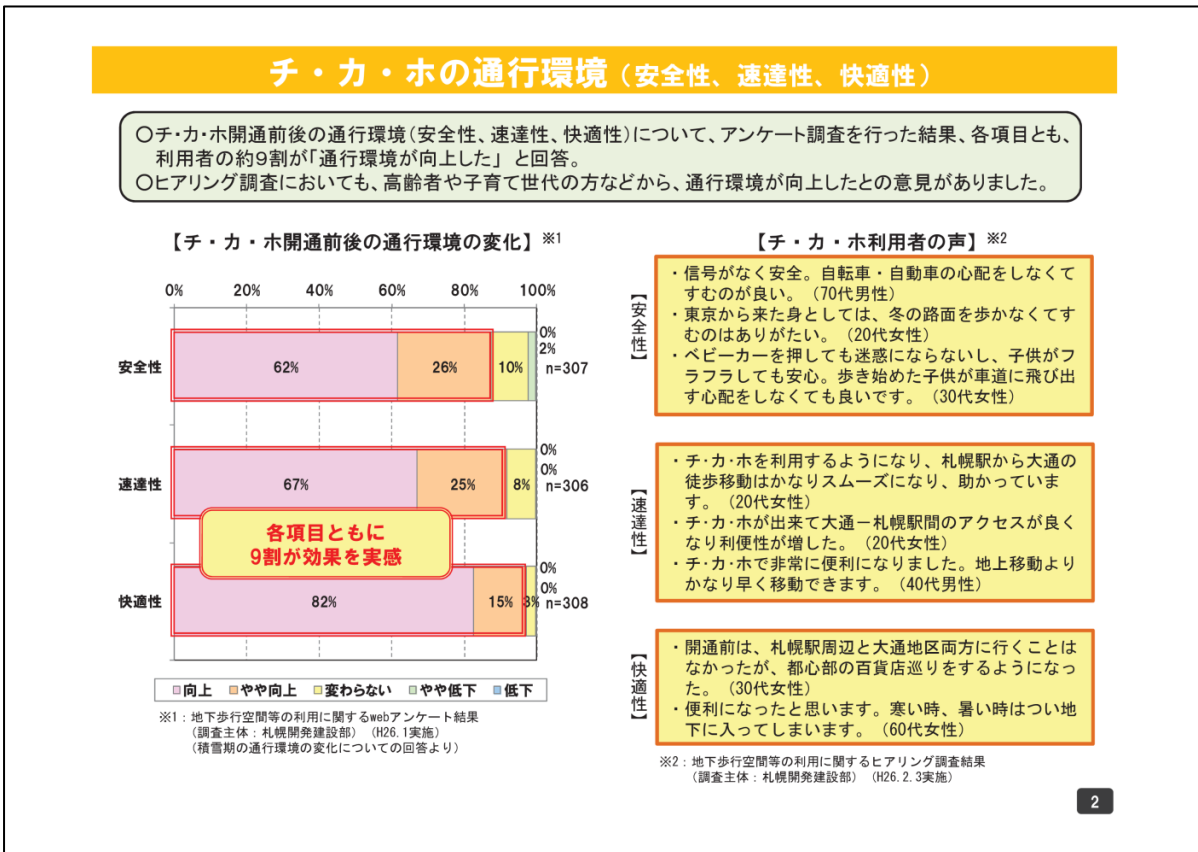 チ・カ・ホの通行環境（安全性、速達性、快適性）
〇チ・カ・ホ開通前後の通行環境（安全性、速達性、快適性）について、アンケート調査を行った結果、各項目とも、
利用者の約９割が「通行環境が向上した」と回答。
〇ヒアリング調査においても、高齢者や子育て世代の方などから、通行環境が向上したとの意見がありました。
【チ・カ・ホ開通前後の通行環境の変化】※1
0% 20% 40% 60% 80% 100%
安全性 62% 26% 10% 0% 2% n=307
速達性 67% 25% 8% 0% 0% n=306
各項目ともに
9割が効果を実感
快適性 82% 15% 3% 0% 0% n=308
向上 やや向上 変わらない やや低下 低下
※1：地下歩行空間等の利用に関するwebアンケート結果
（調査主体：札幌開発建設部）（H26.1実施）
（積雪期の通行環境の変化についての回答より）
【チ・カ・ホ利用者の声】※2
【安全性】
・信号がなく安全。自転車・自動車の心配をしなくて
すむのが良い。（70代男性）
・東京から来た身としては、冬の路面を歩かなくてす
むのはありがたい。（20代女性）
・ベビーカーを押しても迷惑にならないし、子供がフ
ラフラしても安心。歩き始めた子供が車道に飛び出
す心配をしなくても良いです。（30代女性）
【速達性】
・チ・カ・ホを利用するようになり、札幌駅から大通の
徒歩移動はかなりスムーズになり、助かっていま
す。（20代女性）
・チ・カ・ホが出来て大通－札幌駅間のアクセスが良く
なり利便性が増した。（20代女性）
・チ・カ・ホで非常に便利になりました。地上移動より
かなり早く移動できます。（40代男性）
【快適性】
・開通前は、札幌駅周辺と大通地区両方に行くことは
なかったが、都心部の百貨店巡りをするようになっ
た。（30代女性）
・便利になったと思います。寒い時、暑い時はつい地
下に入ってしまいます。（60代女性）
※2：地下歩行空間等の利用に関するヒアリング調査結果
（調査主体：札幌開発建設部）（H26.2.3実施）
2